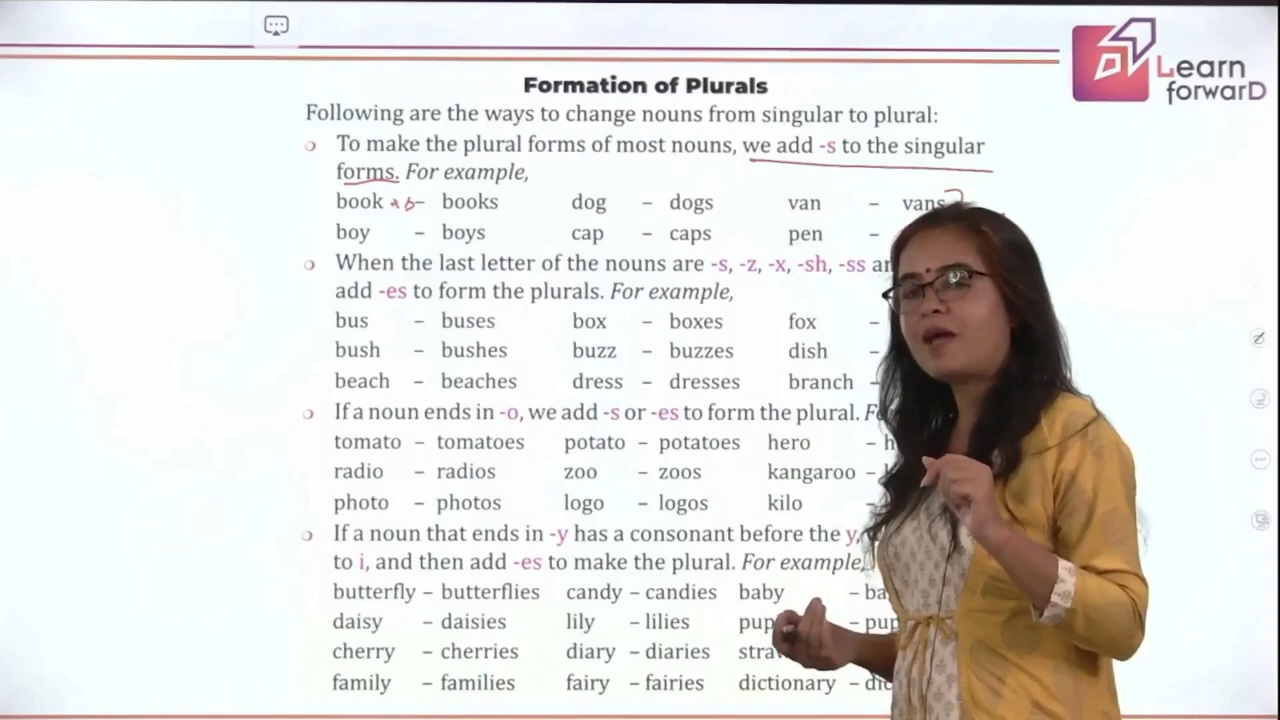 Learn
forwarD
Formation of Plurals
Following are the ways to change nouns from singular to plural:
To make the plural forms of most nouns, we add -s to the singular
forms. For example,
book – books dog – dogs van – vans
boy – boys cap – caps pen –
When the last letter of the nouns are -s, -z, -x, -sh, -ss
add -es to form the plurals. For example,
bus – buses box – boxes fox –
bush – bushes buzz – buzzes dish –
beach – beaches dress – dresses branch –
If a noun ends in -o, we add -s or -es to form the plural.
tomato – tomatoes potato – potatoes hero –
radio – radios zoo – zoos kangaroo –
photo – photos logo – logos kilo –
If a noun that ends in -y has a consonant before the y,
to i, and then add -es to make the plural. For example,
butterfly – butterflies candy – candies baby –
daisy – daisies lily – lilies
cherry – cherries diary – diaries
family – families fairy – fairies dictionary –